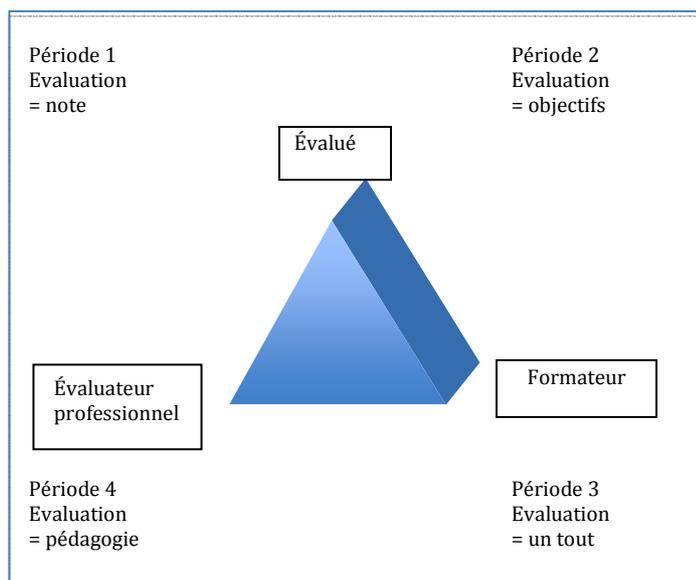 Période 1
Evaluation
= note
Période 2
Evaluation
= objectifs
Évalué
Évaluateur
professionnel
Formateur
Période 4
Evaluation
= pédagogie
Période 3
Evaluation
= un tout